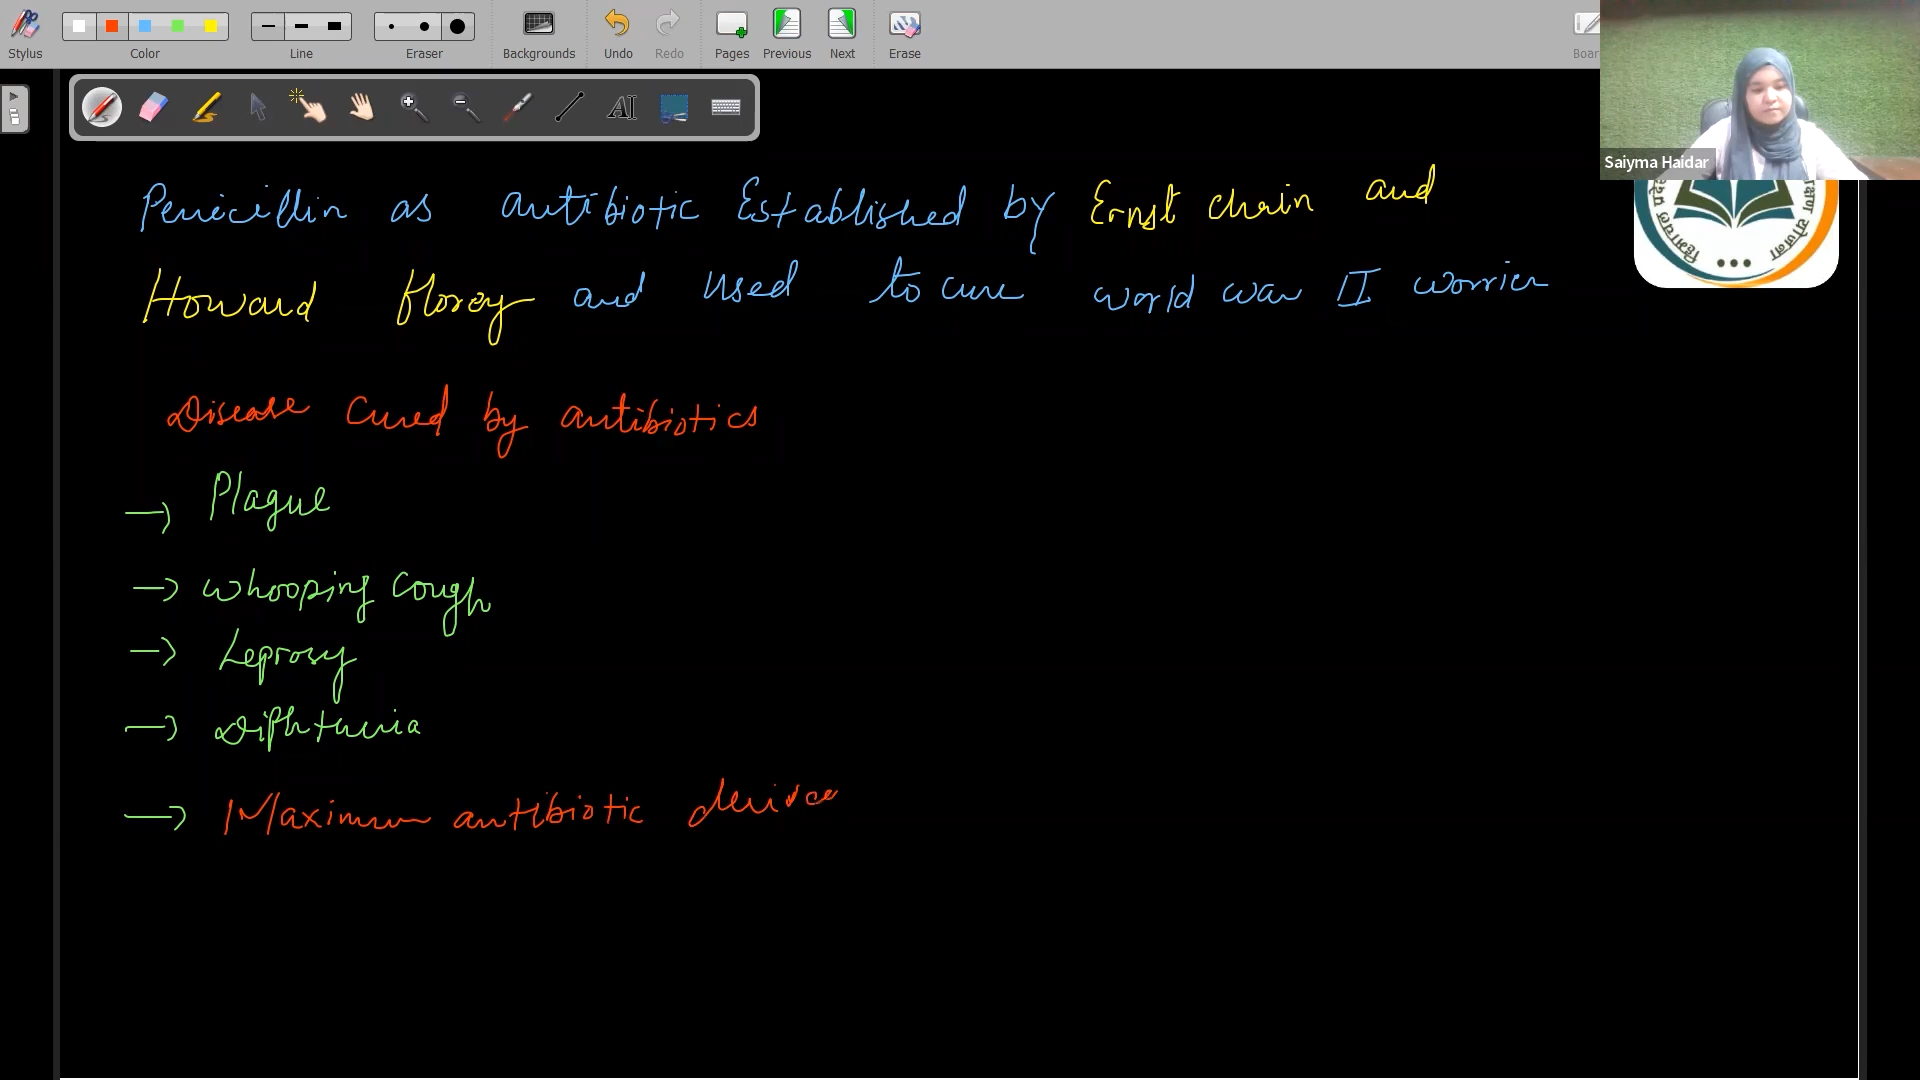 Stylus Color Line Eraser Backgrounds Undo Redo Pages Previous Next Erase Boar
Saiyma Haidar
Penicillin as antibiotic Established by Ernst chain and
Howard florey and used to cure world war II worrier
Disease cured by antibiotics
→ Plague
→ Whooping cough
→ Leprosy
→ Diphtheria
→ Maximum antibiotic